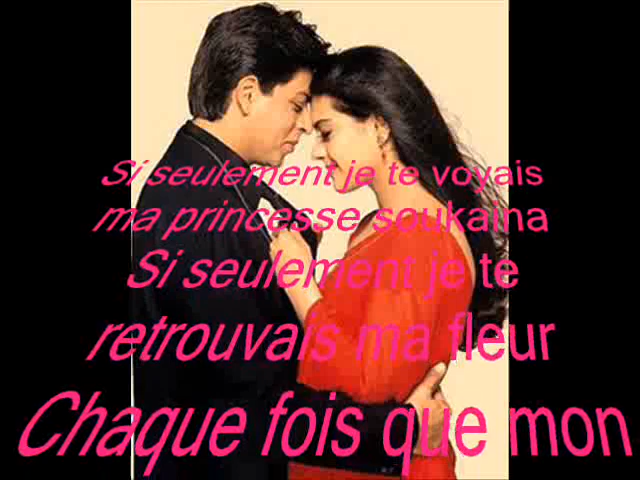 Si seulement je te voyais
ma princesse soukaina
Si seulement je te
retrouvais ma fleur
Chaque fois que mon